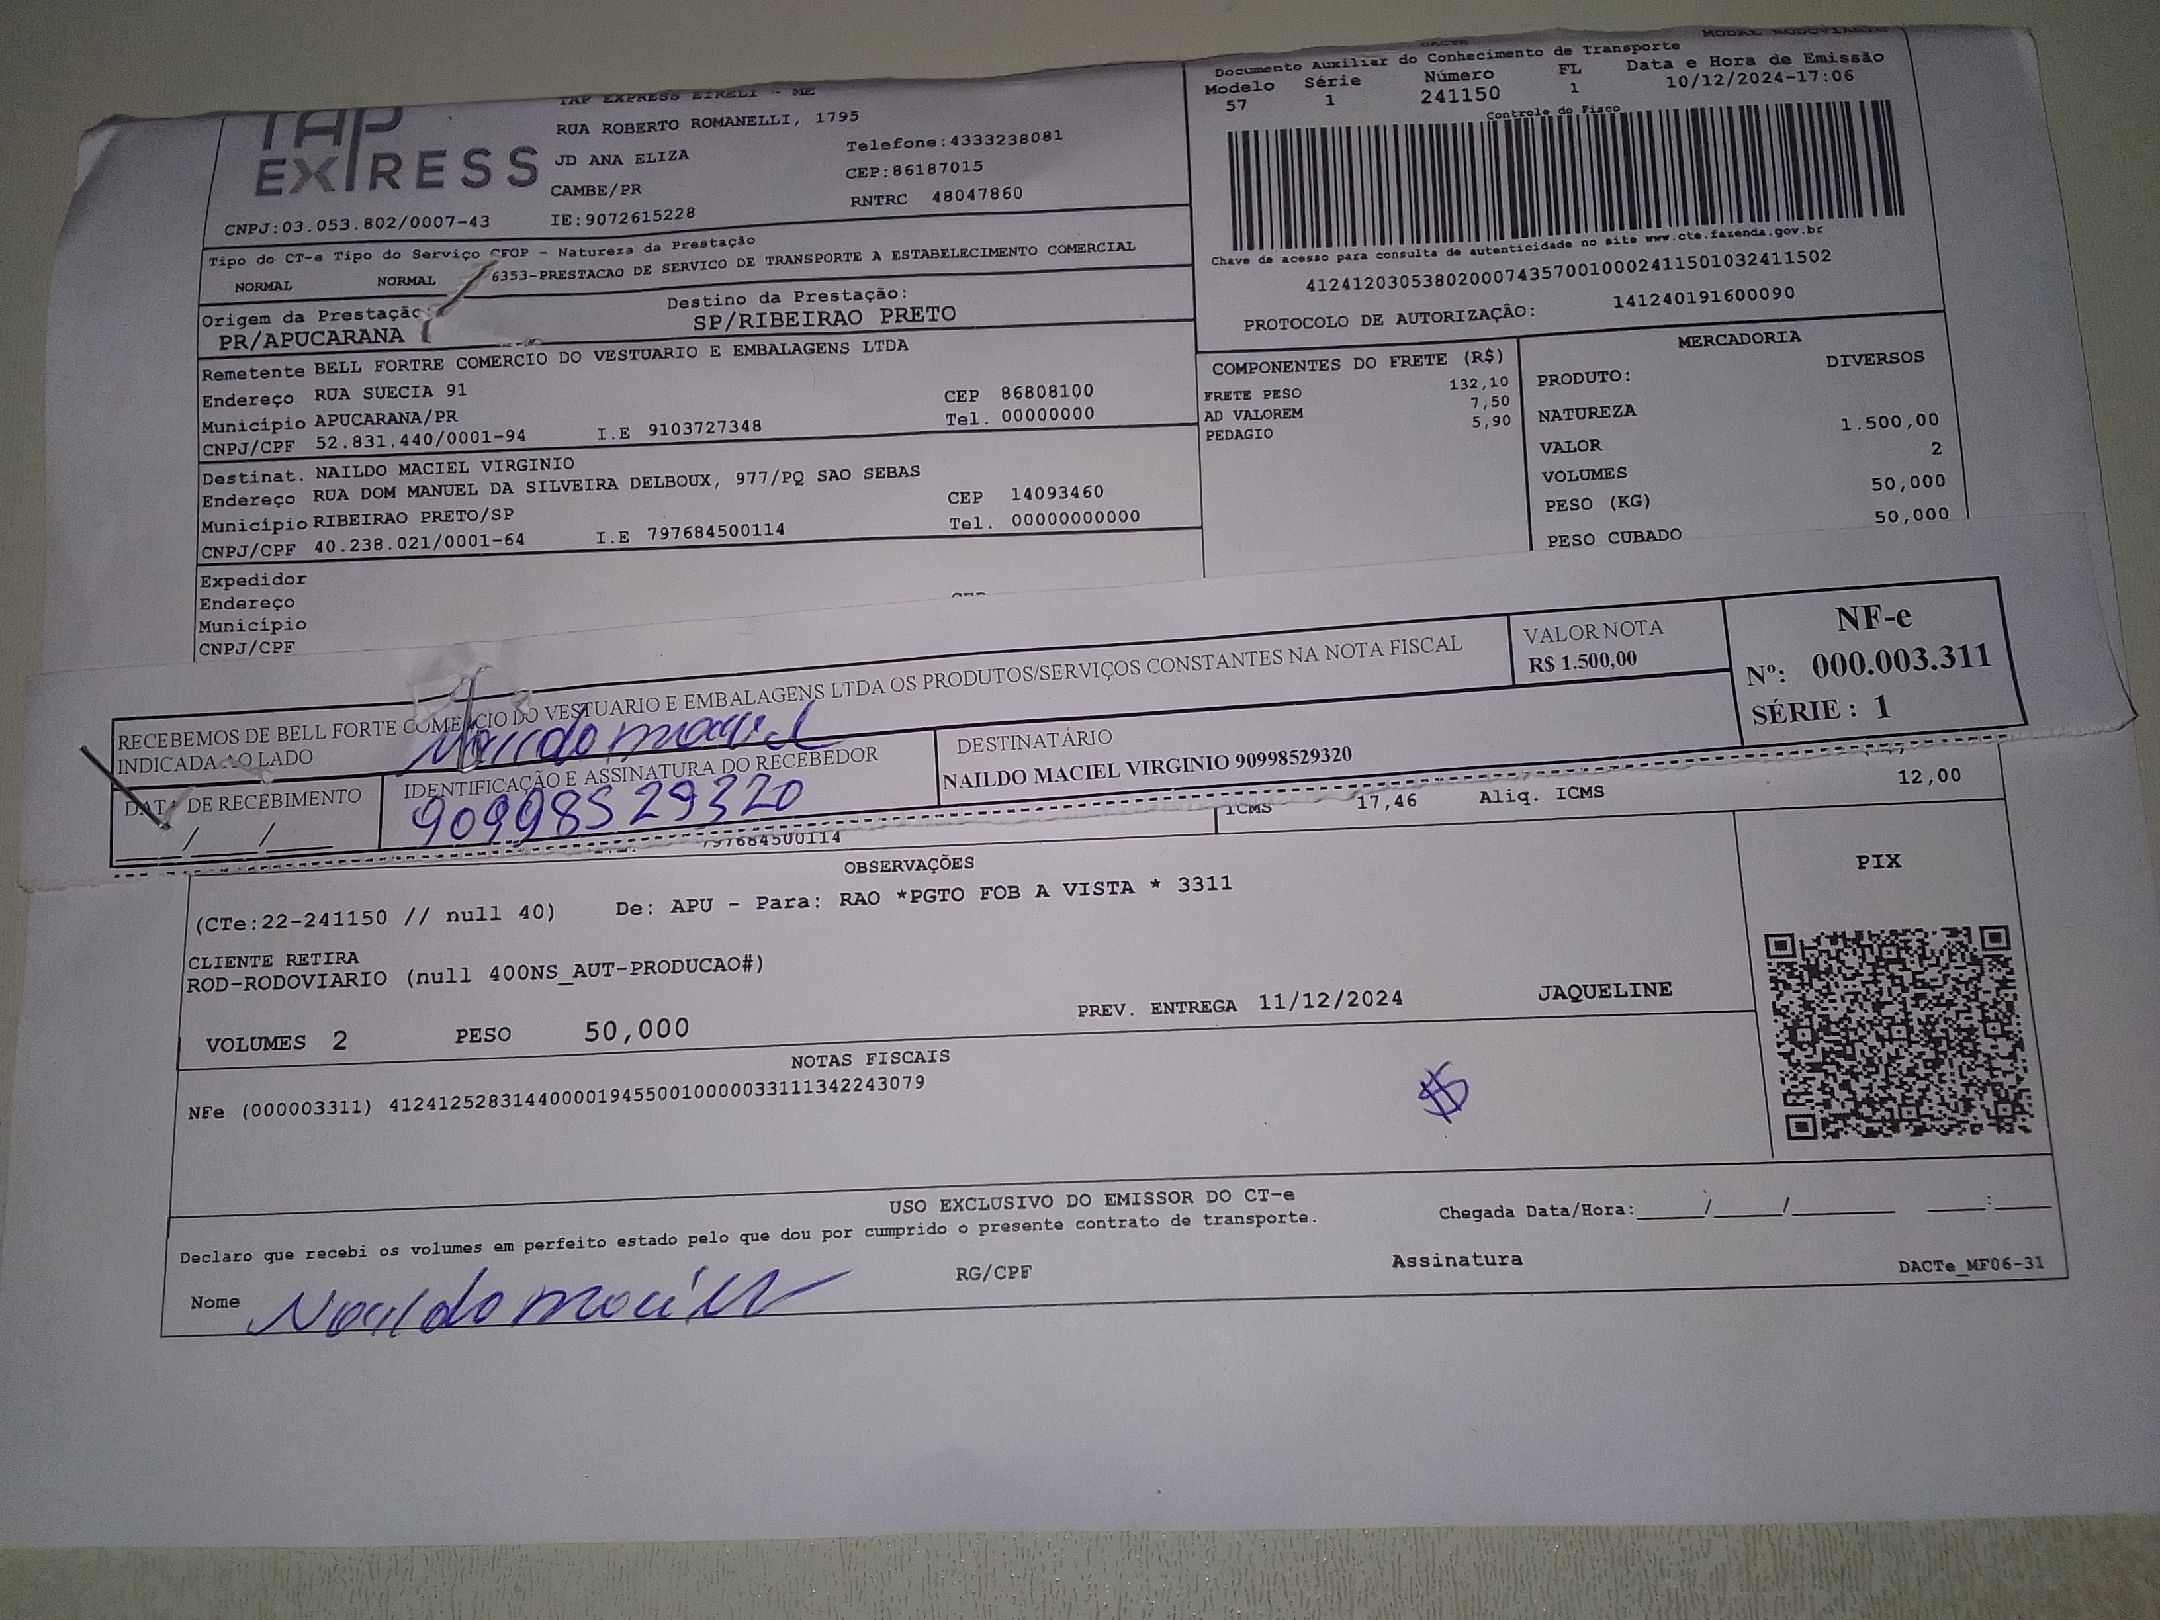 DACTE
MODAL RODOVIARIO
TAP EXPRESS EIRELI - ME
Documento Auxiliar do Conhecimento de Transporte
Modelo Série Número FL Data e Hora de Emissão
57 1 241150 1 10/12/2024-17:06
Controle do Fisco
TAP EXPRESS
RUA ROBERTO ROMANELLI, 1795
JD ANA ELIZA Telefone:4333238081
CAMBE/PR CEP:86187015
CNPJ:03.053.802/0007-43 IE:9072615228 RNTRC 48047860
Chave de acesso para consulta de autenticidade no site www.cte.fazenda.gov.br
41241203053802000743570010002411501032411502
PROTOCOLO DE AUTORIZAÇÃO: 141240191600090
Tipo do CT-e Tipo do Serviço CFOP - Natureza da Prestação
NORMAL NORMAL 6353-PRESTACAO DE SERVICO DE TRANSPORTE A ESTABELECIMENTO COMERCIAL
Origem da Prestação: Destino da Prestação:
PR/APUCARANA SP/RIBEIRAO PRETO
Remetente BELL FORTRE COMERCIO DO VESTUARIO E EMBALAGENS LTDA
Endereço RUA SUECIA 91 CEP 86808100
Município APUCARANA/PR Tel. 00000000
CNPJ/CPF 52.831.440/0001-94 I.E 9103727348
Destinat. NAILDO MACIEL VIRGINIO
Endereço RUA DOM MANUEL DA SILVEIRA DELBOUX, 977/PQ SAO SEBAS
Município RIBEIRAO PRETO/SP CEP 14093460
CNPJ/CPF 40.238.021/0001-64 I.E 797684500114 Tel. 00000000000
Expedidor
Endereço
Município
CNPJ/CPF
COMPONENTES DO FRETE (R$)
FRETE PESO 132,10
AD VALOREM 7,50
PEDAGIO 5,90
MERCADORIA
PRODUTO: DIVERSOS
NATUREZA
VALOR 1.500,00
VOLUMES 2
PESO (KG) 50,000
PESO CUBADO 50,000
RECEBEMOS DE BELL FORTE COMERCIO DO VESTUARIO E EMBALAGENS LTDA OS PRODUTOS/SERVIÇOS CONSTANTES NA NOTA FISCAL
INDICADA AO LADO
Naildo maciel
VALOR NOTA
R$ 1.500,00
NF-e
Nº: 000.003.311
SÉRIE : 1
DATA DE RECEBIMENTO
__/__/__
IDENTIFICAÇÃO E ASSINATURA DO RECEBEDOR
90998529320
DESTINATÁRIO
NAILDO MACIEL VIRGINIO 90998529320
797684500114
ICMS 17,46 Aliq. ICMS 12,00
OBSERVAÇÕES
(CTe:22-241150 // null 40) De: APU - Para: RAO *PGTO FOB A VISTA * 3311
CLIENTE RETIRA
ROD-RODOVIARIO (null 400NS_AUT-PRODUCAO#)
VOLUMES 2 PESO 50,000 PREV. ENTREGA 11/12/2024 JAQUELINE
PIX
NOTAS FISCAIS
NFe (000003311) 41241252831440000194550010000033111342243079
$
USO EXCLUSIVO DO EMISSOR DO CT-e
Declaro que recebi os volumes em perfeito estado pelo que dou por cumprido o presente contrato de transporte.
Chegada Data/Hora:____/____/______ ___:___
Nome Naildo maciel RG/CPF Assinatura
DACTe_MF06-31